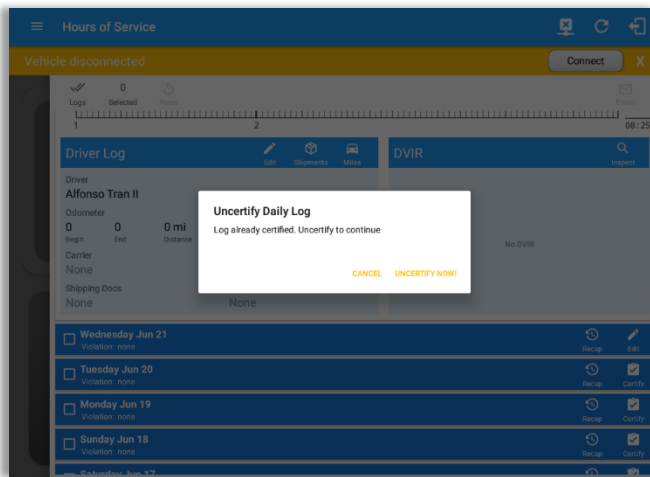 Hours of Service
Vehicle disconnected
Connect X
0
Logs Selected Reset Email
1 2 08:25
Driver Log
Edit Shipments Miles
DVIR
Inspect
Driver
Alfonso Tran II
Odometer
0 0 0 mi
Begin End Distance
Carrier
None
Shipping Docs
None None
No DVIR
Uncertify Daily Log
Log already certified. Uncertify to continue
CANCEL UNCERTIFY NOW!
Wednesday Jun 21
Violation: none
Recap Edit
Tuesday Jun 20
Violation: none
Recap Certify
Monday Jun 19
Violation: none
Recap Certify
Sunday Jun 18
Violation: none
Recap Certify
Saturday Jun 17